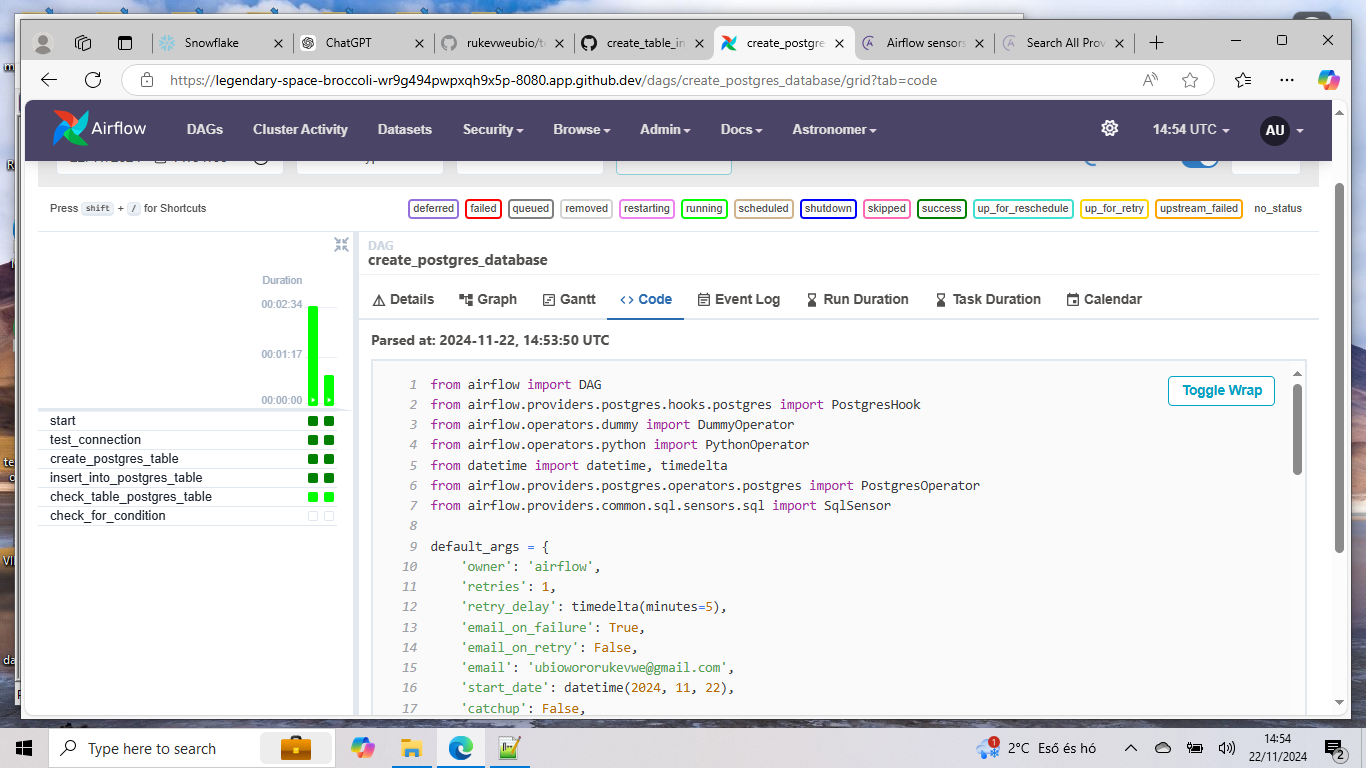 Snowflake
ChatGPT
rukevweubio/t
create_table_in
create_postgre
Airflow sensors
Search All Prov
https://legendary-space-broccoli-wr9g494pwpxqh9x5p-8080.app.github.dev/dags/create_postgres_database/grid?tab=code
Airflow DAGs Cluster Activity Datasets Security Browse Admin Docs Astronomer 14:54 UTC AU
Press shift + / for Shortcuts
deferred failed queued removed restarting running scheduled shutdown skipped success up_for_reschedule up_for_retry upstream_failed no_status
DAG
create_postgres_database
Duration
00:02:34
00:01:17
00:00:00
start
test_connection
create_postgres_table
insert_into_postgres_table
check_table_postgres_table
check_for_condition
Details Graph Gantt <> Code Event Log Run Duration Task Duration Calendar
Parsed at: 2024-11-22, 14:53:50 UTC
Toggle Wrap
1 from airflow import DAG
2 from airflow.providers.postgres.hooks.postgres import PostgresHook
3 from airflow.operators.dummy import DummyOperator
4 from airflow.operators.python import PythonOperator
5 from datetime import datetime, timedelta
6 from airflow.providers.postgres.operators.postgres import PostgresOperator
7 from airflow.providers.common.sql.sensors.sql import SqlSensor
8
9 default_args = {
10 'owner': 'airflow',
11 'retries': 1,
12 'retry_delay': timedelta(minutes=5),
13 'email_on_failure': True,
14 'email_on_retry': False,
15 'email': 'ubiowororukevwe@gmail.com',
16 'start_date': datetime(2024, 11, 22),
17 'catchup': False,
Type here to search
1
2°C Eső és hó
14:54
22/11/2024
2